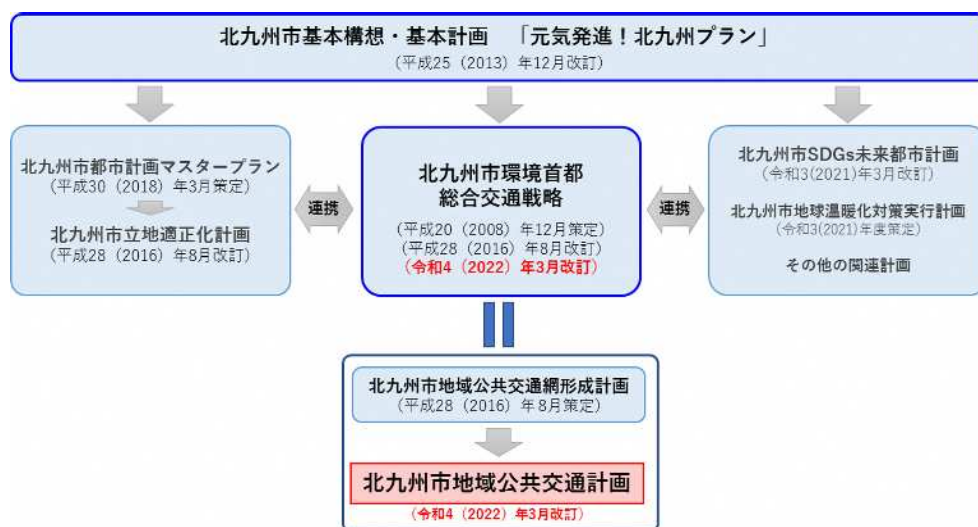 北九州市基本構想・基本計画 「元気発進!北九州プラン」
(平成25(2013)年12月改訂)
北九州市都市計画マスタープラン
(平成30(2018)年3月策定)
北九州市立地適正化計画
(平成28(2016)年8月改訂)
連携
北九州市環境首都
総合交通戦略
(平成20(2008)年12月策定)
(平成28(2016)年8月改訂)
(令和4(2022)年3月改訂)
連携
北九州市SDGs未来都市計画
(令和3(2021)年3月改訂)
北九州市地球温暖化対策実行計画
(令和3(2021)年度策定)
その他の関連計画
北九州市地域公共交通網形成計画
(平成28(2016)年8月策定)
北九州市地域公共交通計画
(令和4(2022)年3月改訂)